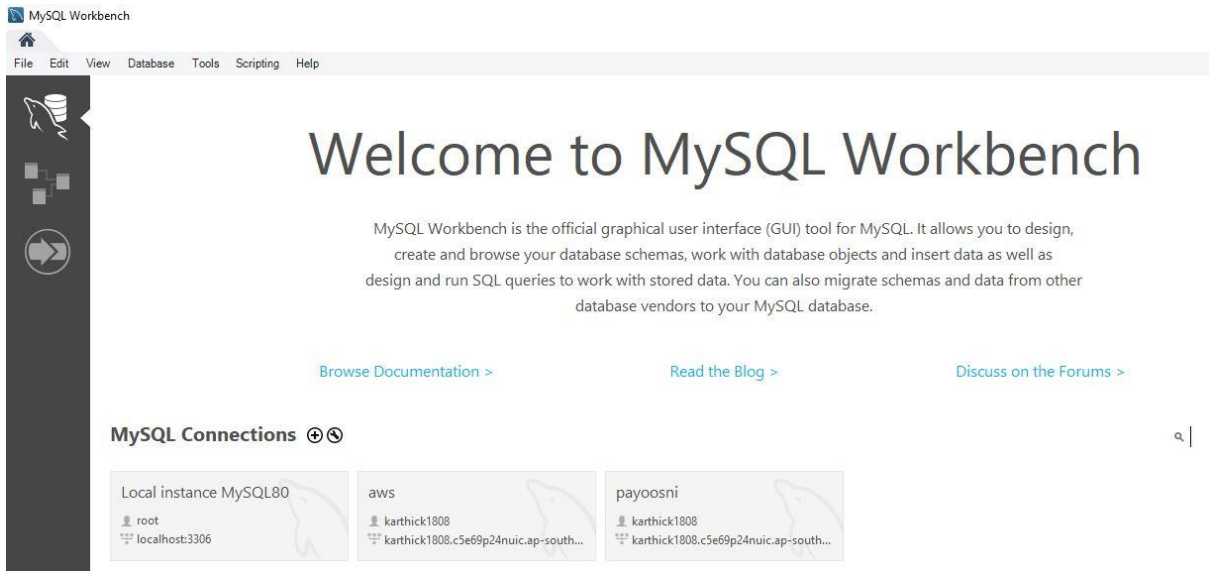 MySQL Workbench
File Edit View Database Tools Scripting Help
Welcome to MySQL Workbench
MySQL Workbench is the official graphical user interface (GUI) tool for MySQL. It allows you to design,
create and browse your database schemas, work with database objects and insert data as well as
design and run SQL queries to work with stored data. You can also migrate schemas and data from other
database vendors to your MySQL database.
Browse Documentation > Read the Blog > Discuss on the Forums >
MySQL Connections
Local instance MySQL80
root
localhost:3306
aws
karthick1808
karthick1808.c5e69p24nuic.ap-south...
payoosni
karthick1808
karthick1808.c5e69p24nuic.ap-south...